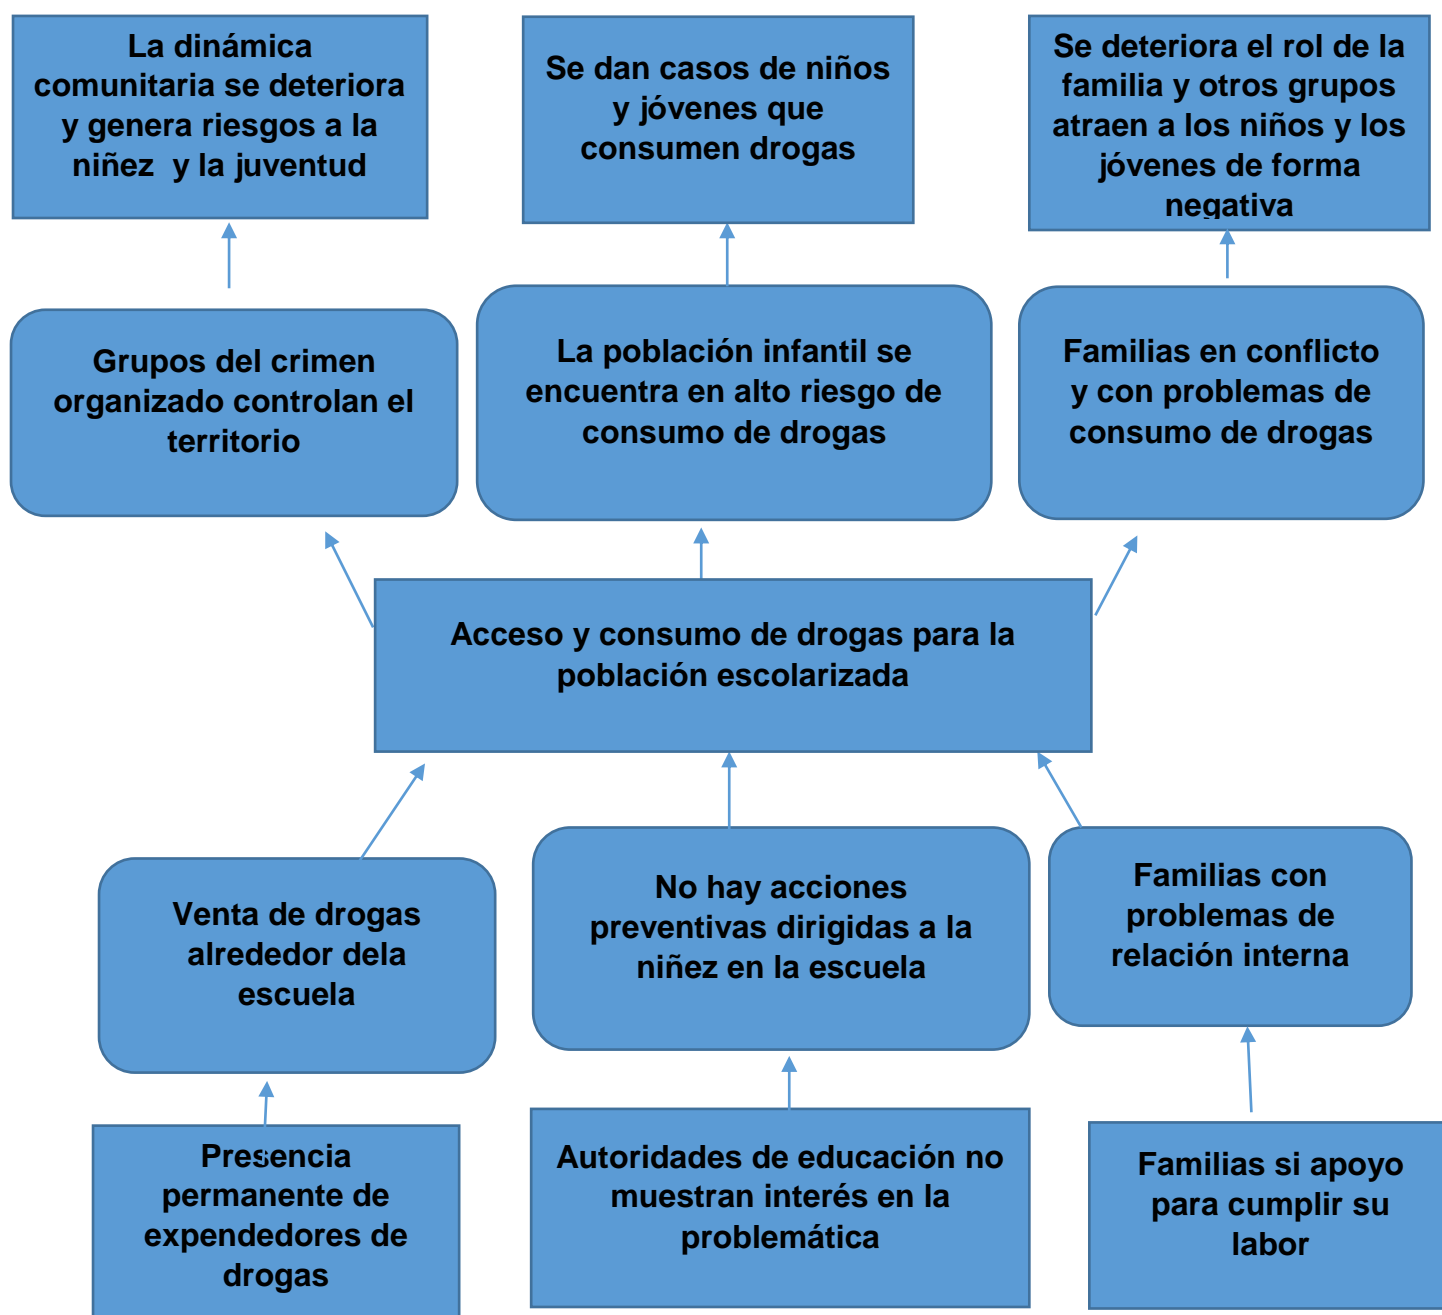 La dinámica
comunitaria se deteriora
y genera riesgos a la
niñez y la juventud
Se dan casos de niños
y jóvenes que
consumen drogas
Se deteriora el rol de la
familia y otros grupos
atraen a los niños y los
jóvenes de forma
negativa
Grupos del crimen
organizado controlan el
territorio
La población infantil se
encuentra en alto riesgo de
consumo de drogas
Familias en conflicto
y con problemas de
consumo de drogas
Acceso y consumo de drogas para la
población escolarizada
Venta de drogas
alrededor dela
escuela
No hay acciones
preventivas dirigidas a la
niñez en la escuela
Familias con
problemas de
relación interna
Presencia
permanente de
expendedores de
drogas
Autoridades de educación no
muestran interés en la
problemática
Familias si apoyo
para cumplir su
labor